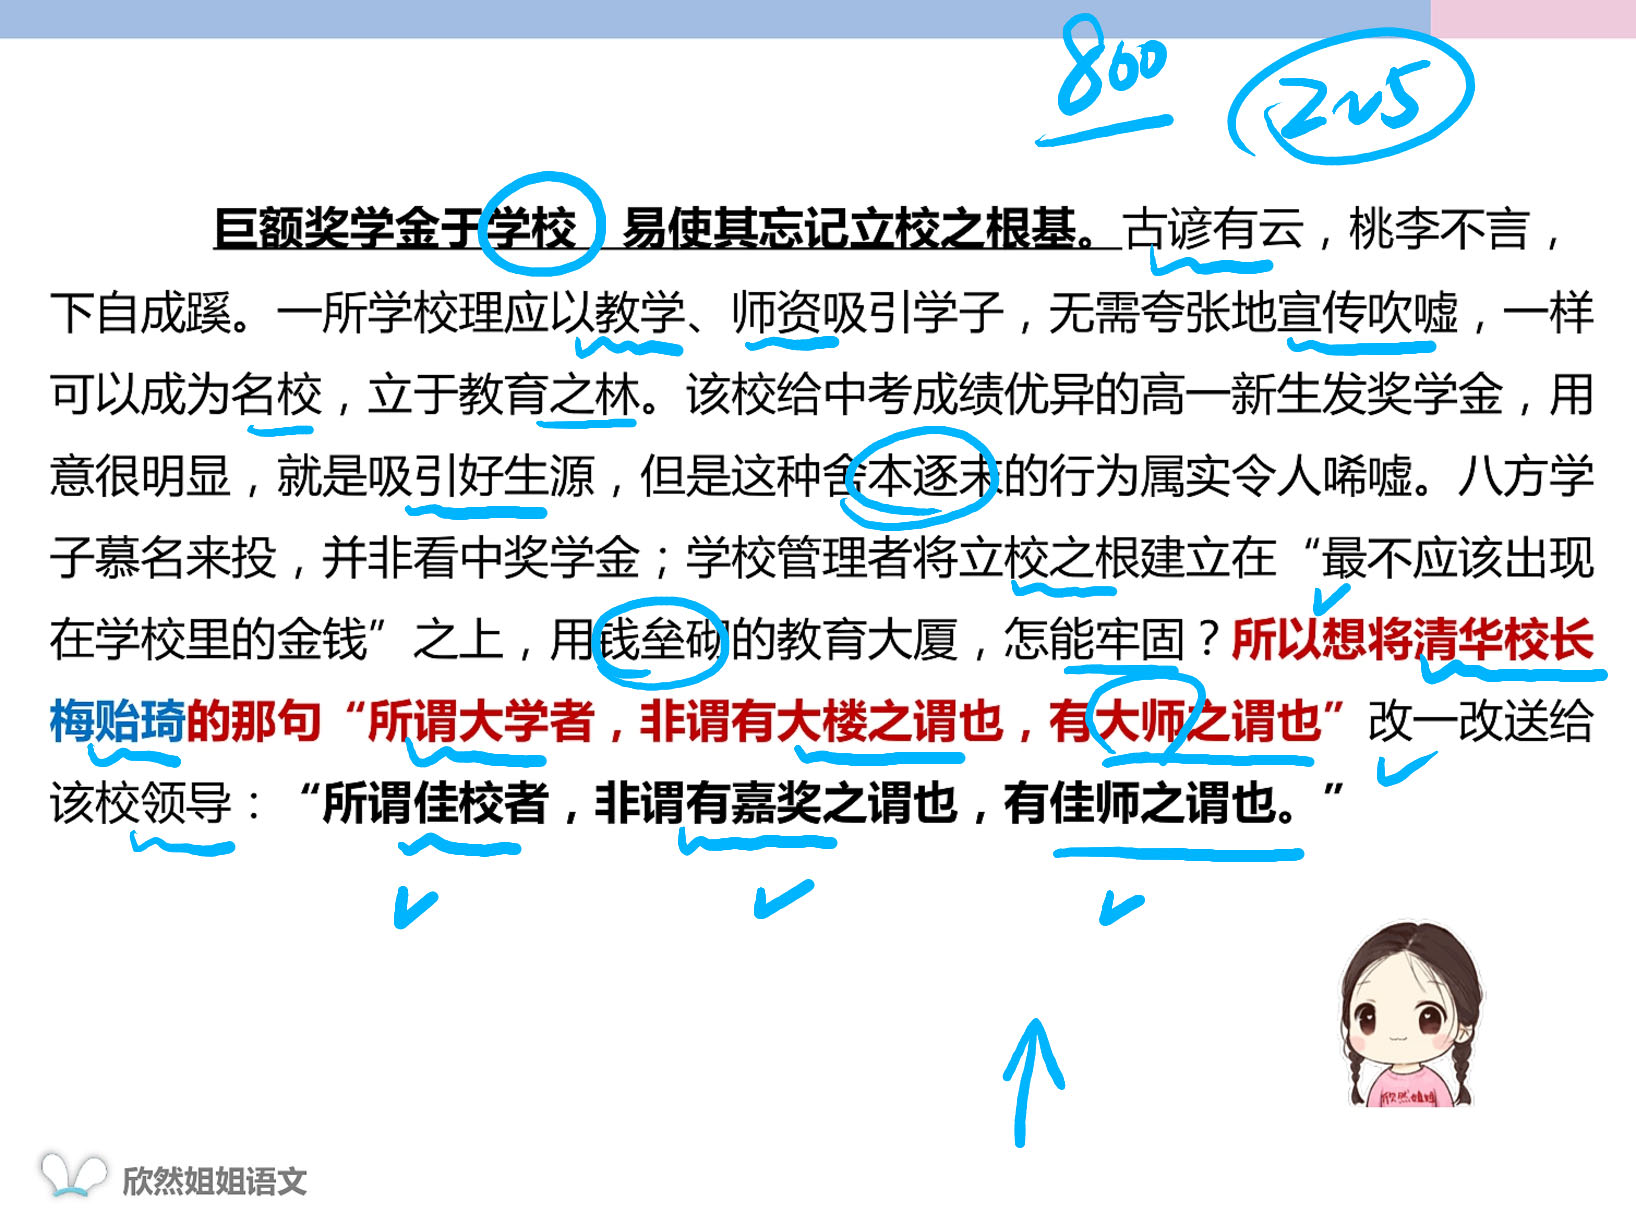 800 2~5
巨额奖学金于学校 易使其忘记立校之根基。古谚有云，桃李不言，
下自成蹊。一所学校理应以教学、师资吸引学子，无需夸张地宣传吹嘘，一样
可以成为名校，立于教育之林。该校给中考成绩优异的高一新生发奖学金，用
意很明显，就是吸引好生源，但是这种舍本逐末的行为属实令人唏嘘。八方学
子慕名来投，并非看中奖学金；学校管理者将立校之根建立在“最不应该出现
在学校里的金钱”之上，用钱垒砌的教育大厦，怎能牢固？所以想将清华校长
梅贻琦的那句“所谓大学者，非谓有大楼之谓也，有大师之谓也”改一改送给
该校领导：“所谓佳校者，非谓有嘉奖之谓也，有佳师之谓也。”
欣然姐姐
欣然姐姐语文